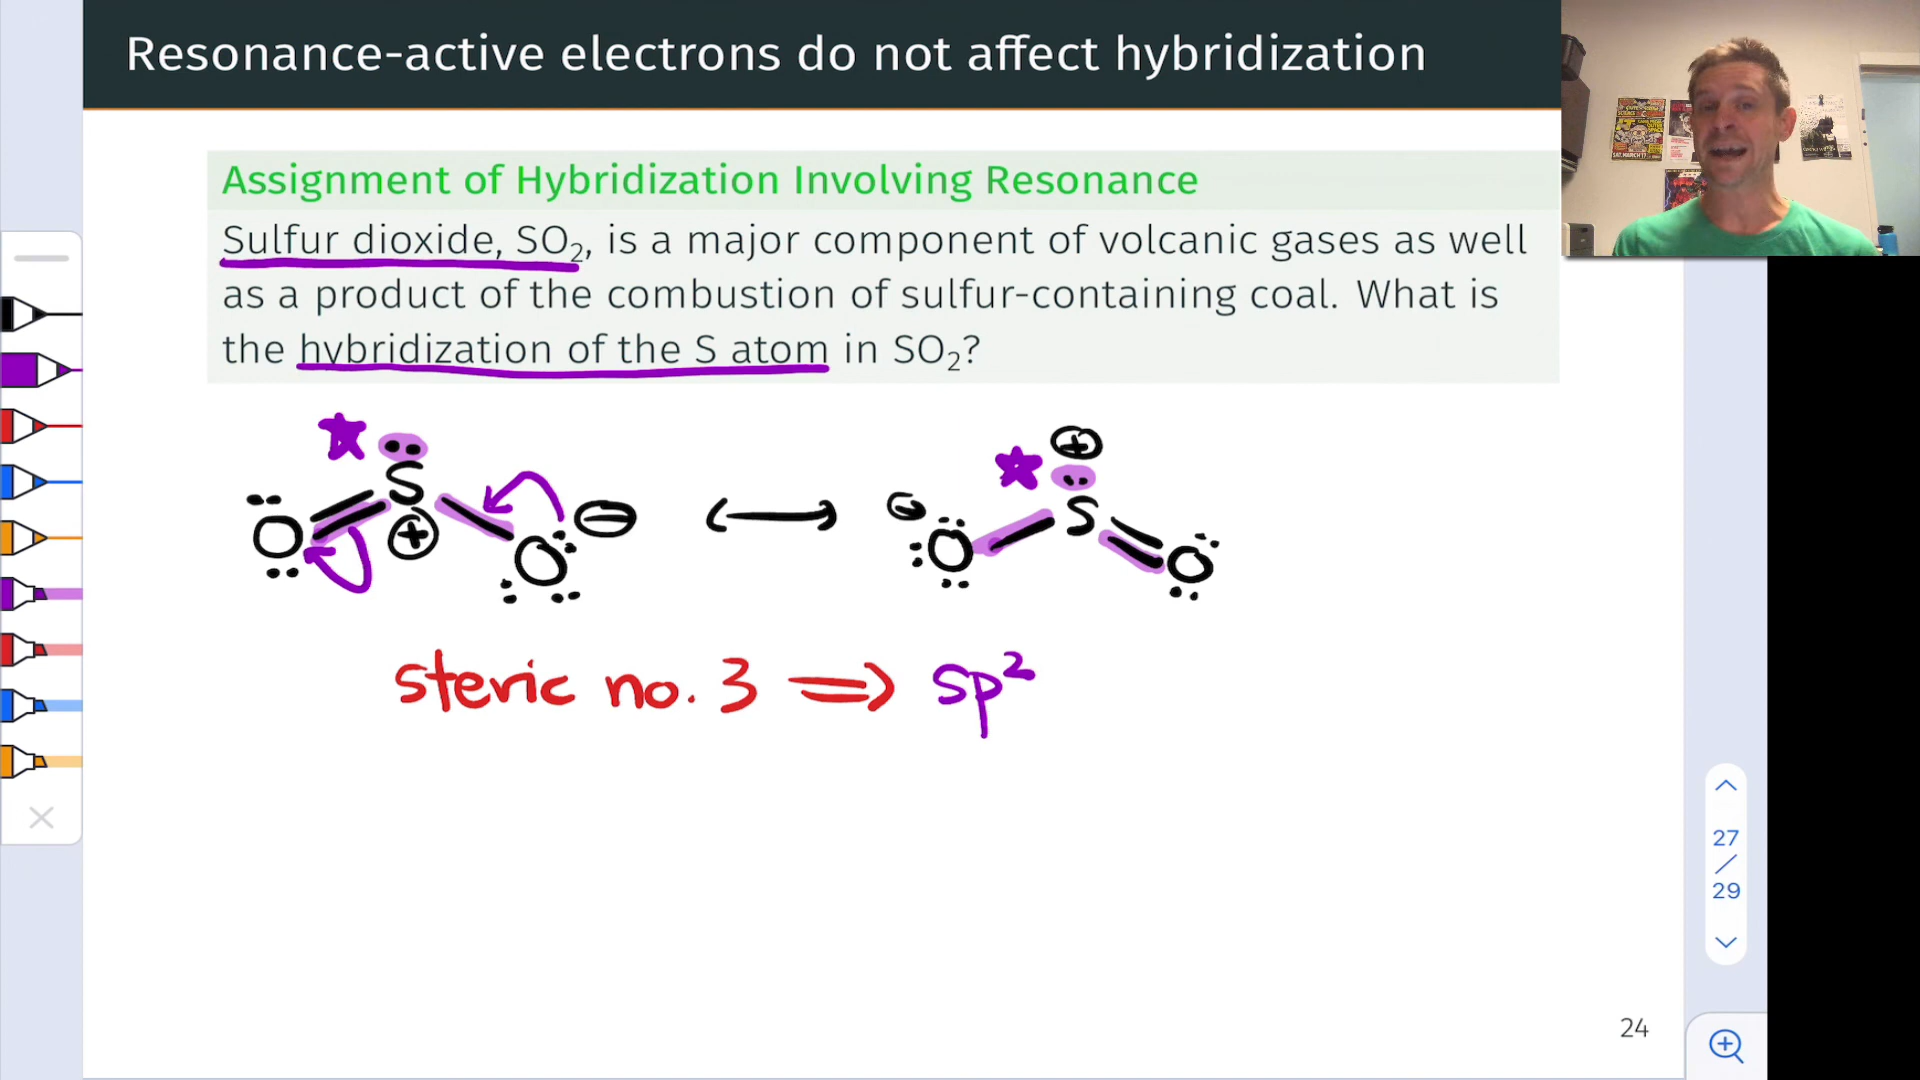 Resonance-active electrons do not affect hybridization
Assignment of Hybridization Involving Resonance
Sulfur dioxide, SO₂, is a major component of volcanic gases as well
as a product of the combustion of sulfur-containing coal. What is
the hybridization of the S atom in SO₂?
S
O
+
O
−
+
S
−
O
O
steric no. 3 ⟹ sp²
27
/
29
24